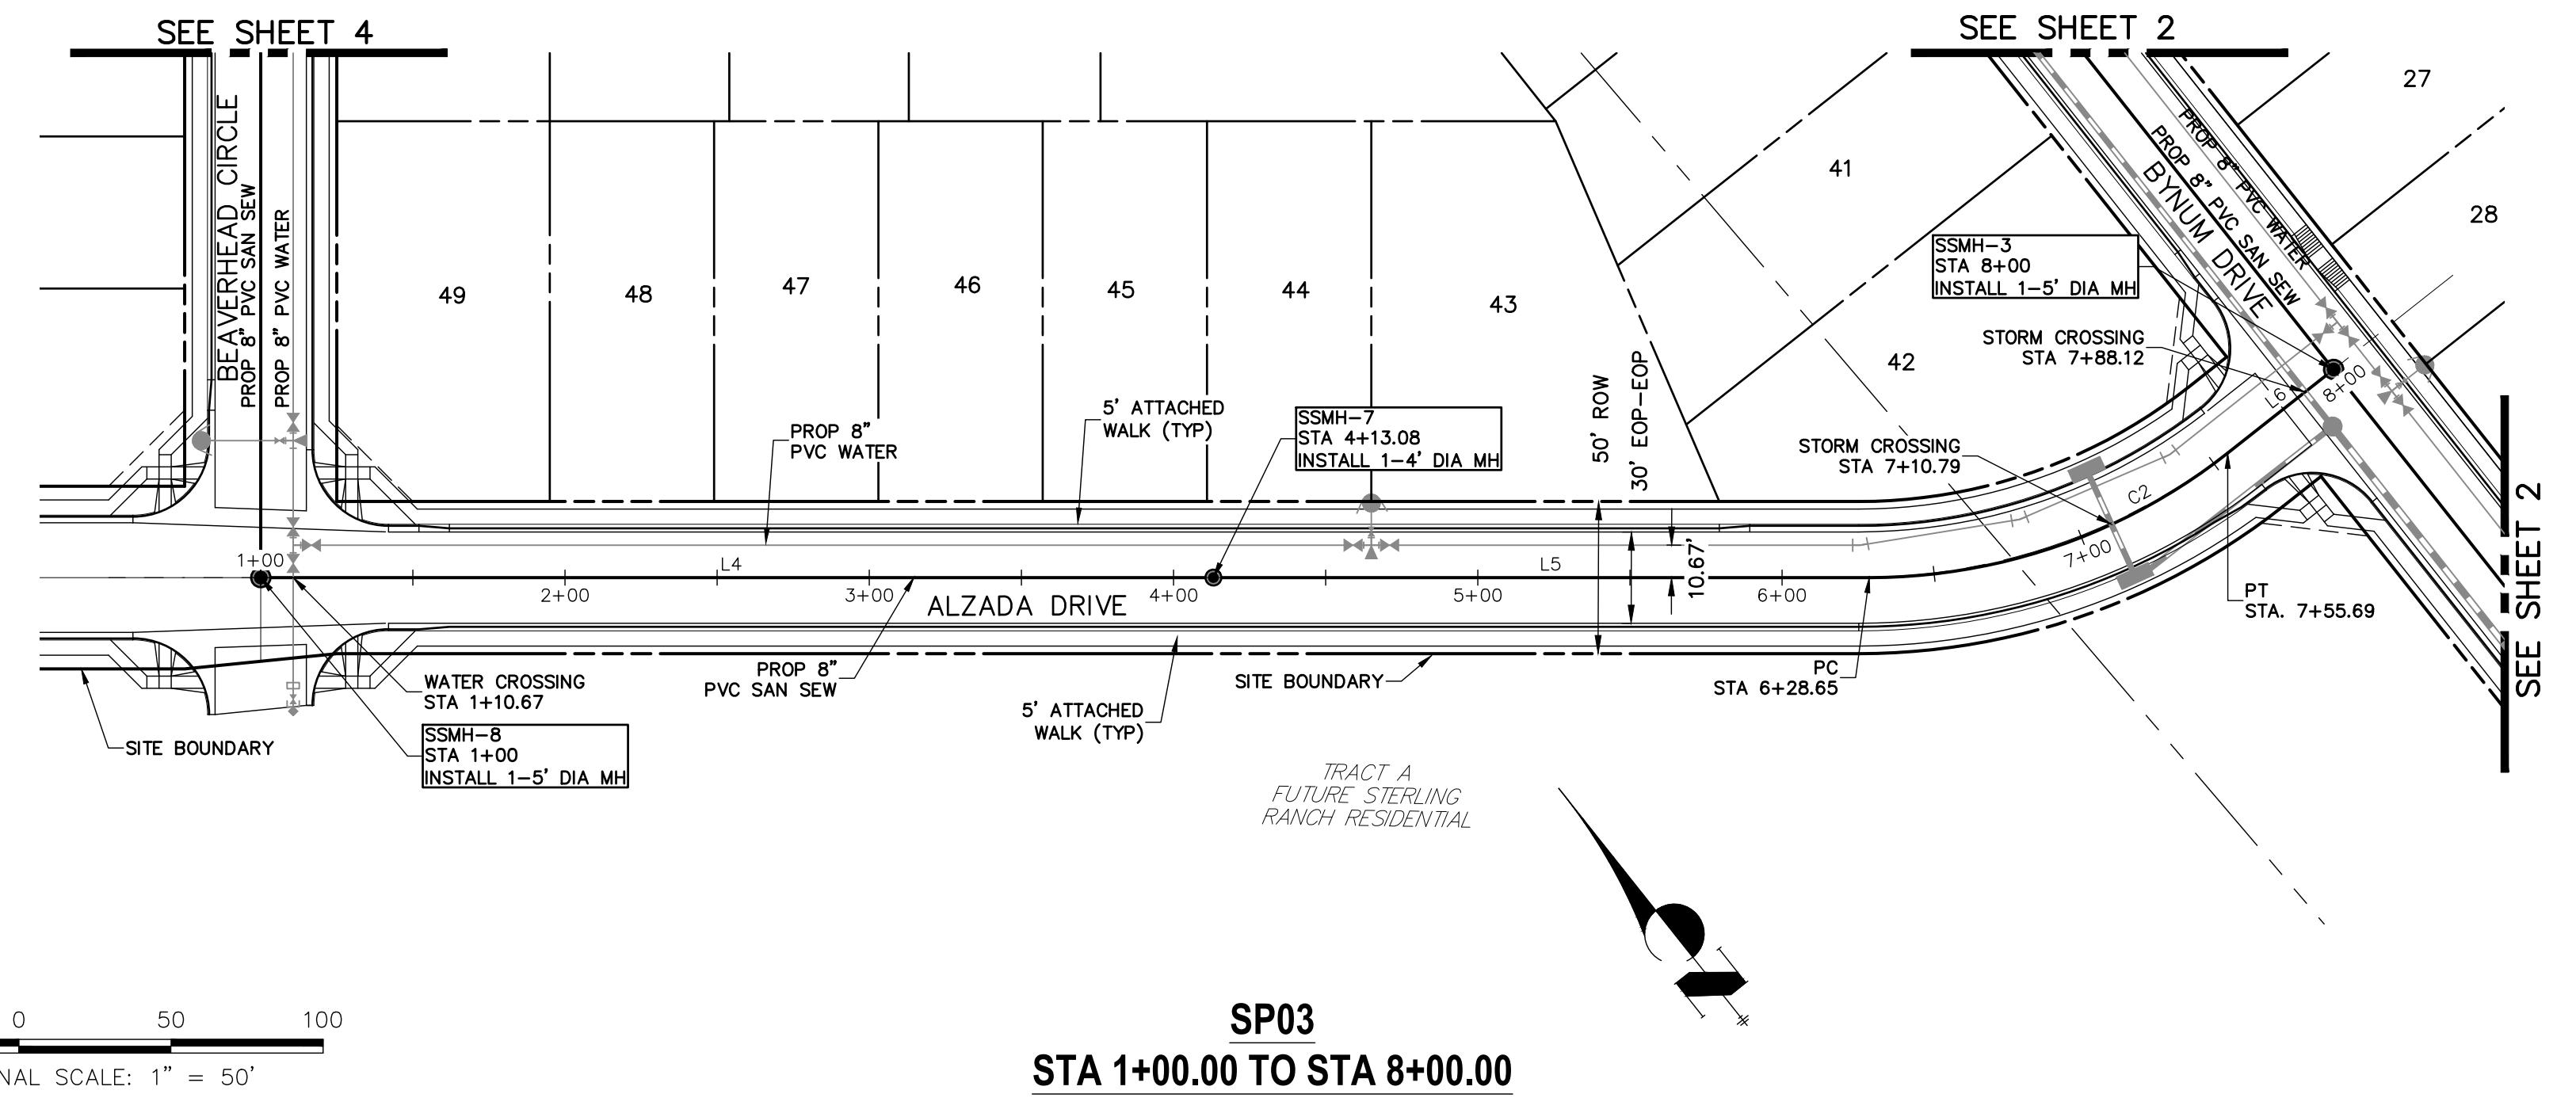 SEE SHEET 4
SEE SHEET 2
BEAVERHEAD CIRCLE
PROP 8" PVC SAN SEW
PROP 8" PVC WATER
49
48
47
46
45
44
43
41
42
27
28
PROP 8" PVC WATER
PROP 8" PVC SAN SEW
BYNUM DRIVE
SSMH-3
STA 8+00
INSTALL 1-5' DIA MH
STORM CROSSING
STA 7+88.12
PROP 8"
PVC WATER
5' ATTACHED
WALK (TYP)
SSMH-7
STA 4+13.08
INSTALL 1-4' DIA MH
50' ROW
30' EOP-EOP
10.67'
STORM CROSSING
STA 7+10.79
L6
8+00
C2
7+00
1+00
L4
2+00
3+00
4+00
L5
5+00
6+00
ALZADA DRIVE
PT
STA. 7+55.69
SEE SHEET 2
PC
STA 6+28.65
WATER CROSSING
STA 1+10.67
PROP 8"
PVC SAN SEW
SITE BOUNDARY
5' ATTACHED
WALK (TYP)
SITE BOUNDARY
SSMH-8
STA 1+00
INSTALL 1-5' DIA MH
TRACT A
FUTURE STERLING
RANCH RESIDENTIAL
0 50 100
NAL SCALE: 1" = 50'
SP03
STA 1+00.00 TO STA 8+00.00